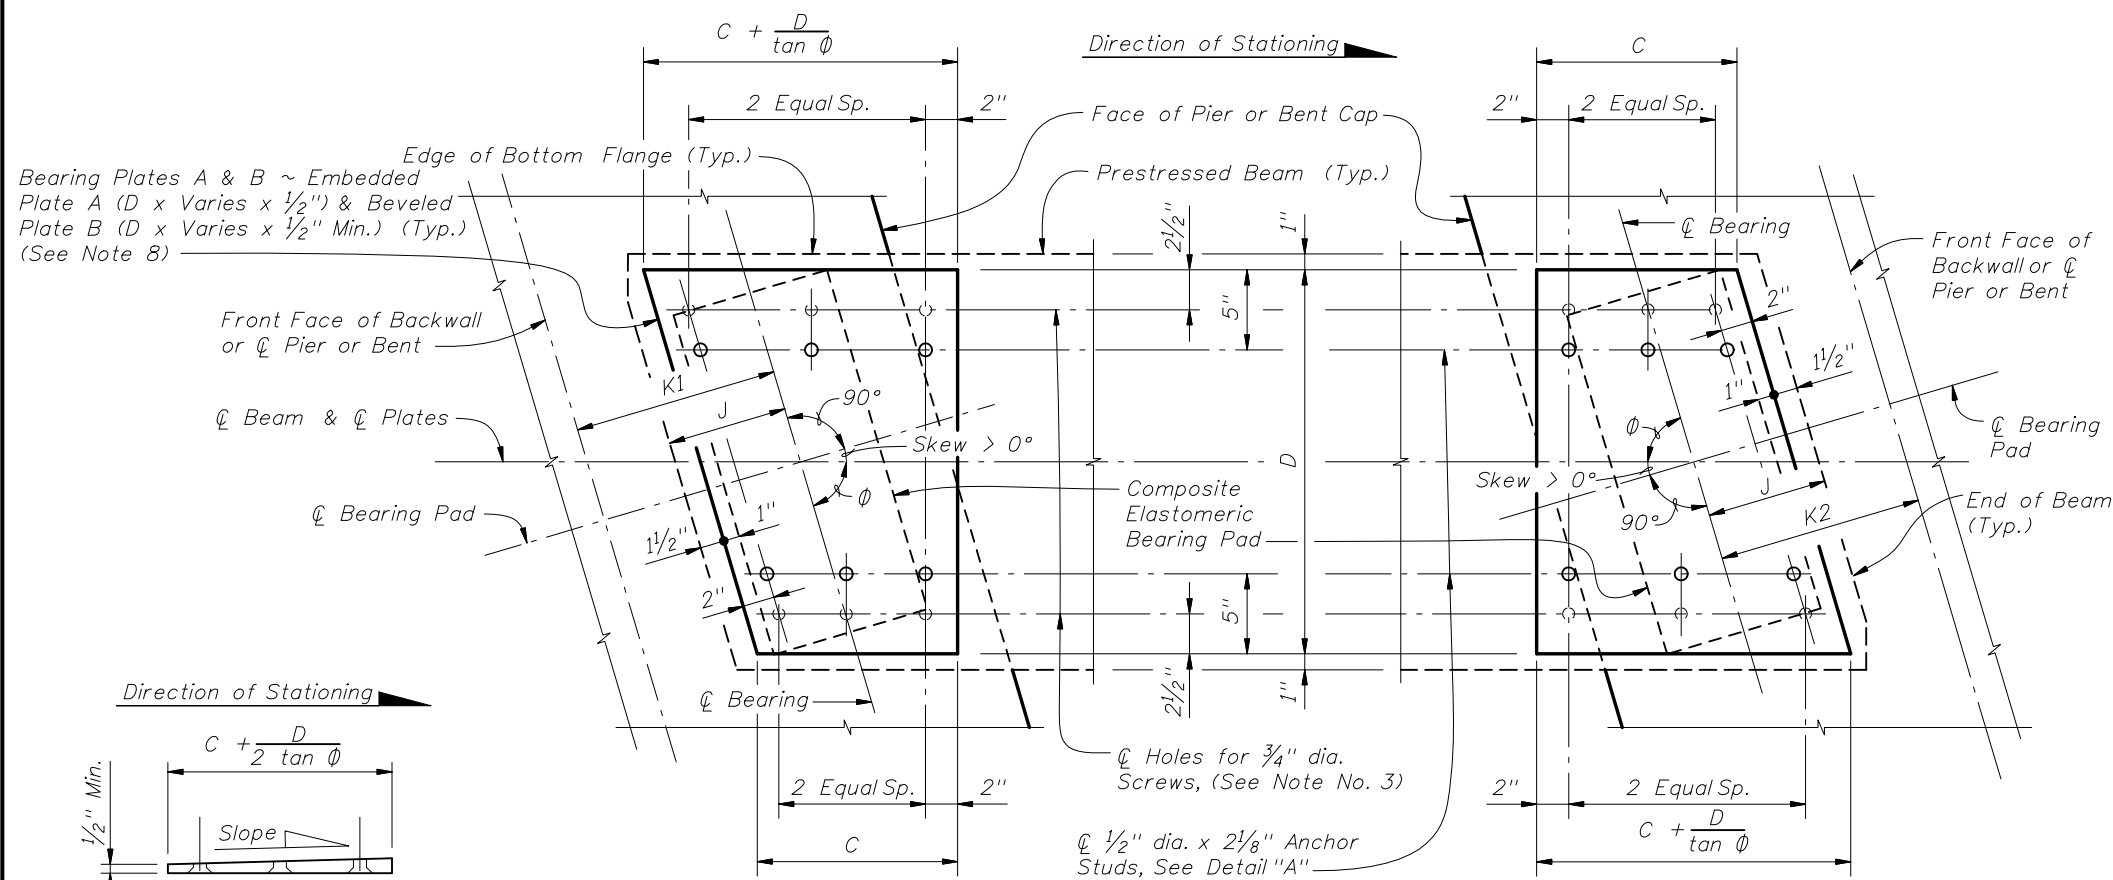 C + D
tan ϕ
Direction of Stationing
C
2 Equal Sp.
2"
2"
2 Equal Sp.
Face of Pier or Bent Cap
Edge of Bottom Flange (Typ.)
Prestressed Beam (Typ.)
Bearing Plates A & B ~ Embedded
Plate A (D x Varies x 1/2") & Beveled
Plate B (D x Varies x 1/2" Min.) (Typ.)
(See Note 8)
2 1/2"
1"
℄ Bearing
Front Face of
Backwall or ℄
Pier or Bent
5"
2"
Front Face of Backwall
or ℄ Pier or Bent
K1
J
90°
1 1/2"
1"
℄ Beam & ℄ Plates
Skew > 0°
ϕ
D
ϕ
Skew > 0°
℄ Bearing
Pad
℄ Bearing Pad
Composite
Elastomeric
Bearing Pad
J
K2
90°
End of Beam
(Typ.)
1 1/2"
1"
2"
5"
2 1/2"
1"
℄ Bearing
Direction of Stationing
C + D
2 tan ϕ
1/2" Min.
Slope
2 Equal Sp.
2"
C
℄ Holes for 3/4" dia.
Screws, (See Note No. 3)
℄ 1/2" dia. x 2 1/8" Anchor
Studs, See Detail "A"
2"
2 Equal Sp.
C + D
tan ϕ